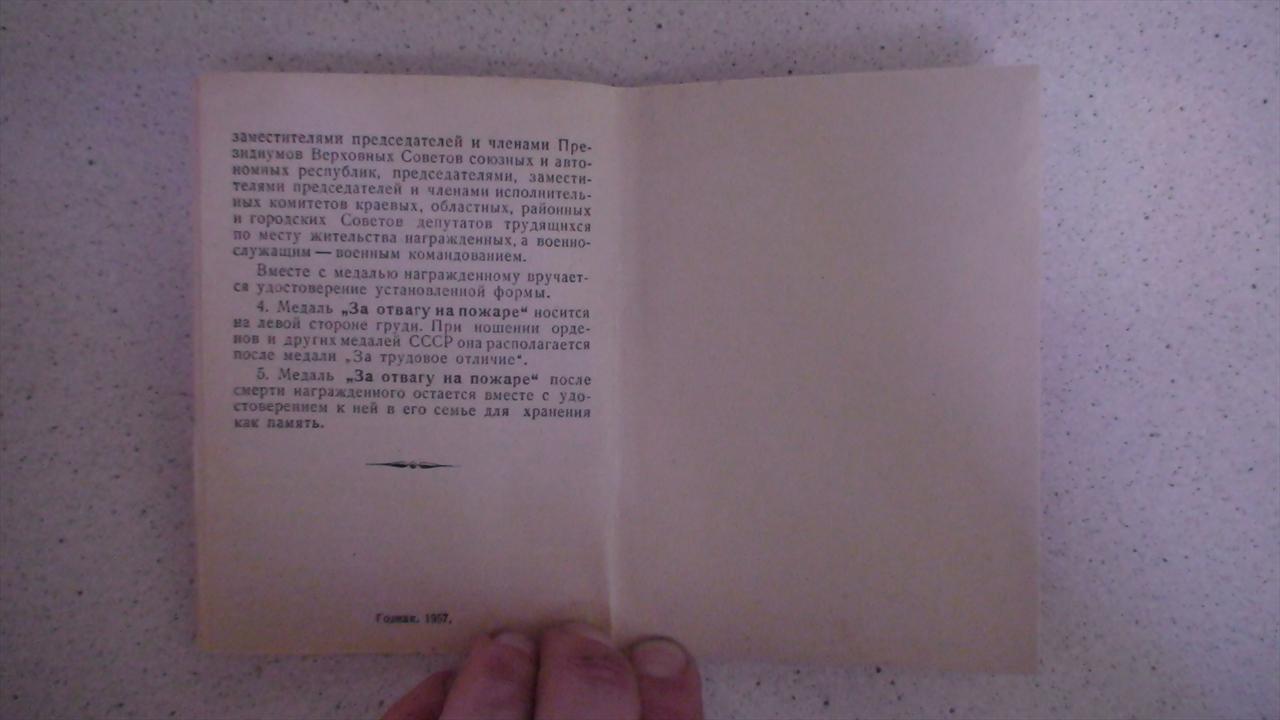 заместителями председателей и членами Пре-
зидиумов Верховных Советов союзных и авто-
номных республик, председателями, замести-
телями председателей и членами исполнитель-
ных комитетов краевых, областных, районных
и городских Советов депутатов трудящихся
по месту жительства награжденных, а военно-
служащим — военным командованием.
Вместе с медалью награжденному вручает-
ся удостоверение установленной формы.
4. Медаль „За отвагу на пожаре“ носится
на левой стороне груди. При ношении орде-
нов и других медалей СССР она располагается
после медали „За трудовое отличие“.
5. Медаль „За отвагу на пожаре“ после
смерти награжденного остается вместе с удо-
стоверением к ней в его семье для хранения
как память.
Гознак. 1957.